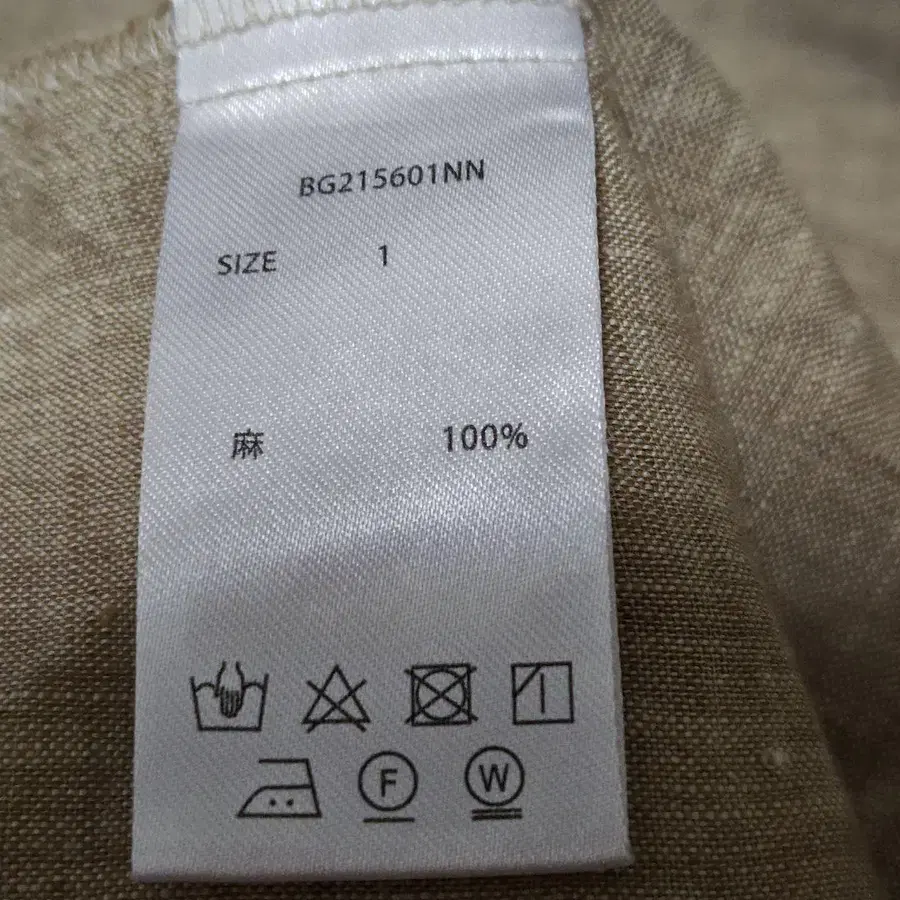 BG215601NN
SIZE 1
麻 100%
F W